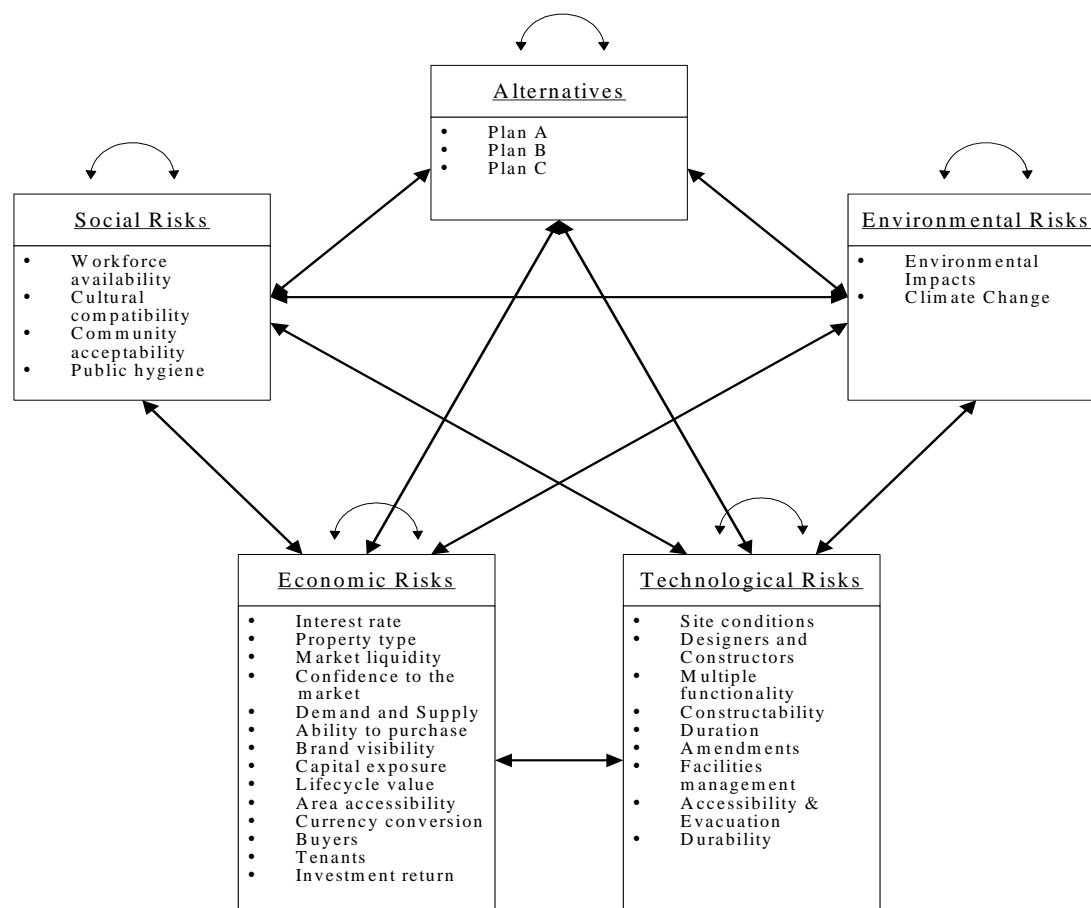 Alternatives
• Plan A
• Plan B
• Plan C
Social Risks
• Workforce
availability
• Cultural
compatibility
• Community
acceptability
• Public hygiene
Environmental Risks
• Environmental
Impacts
• Climate Change
Economic Risks
• Interest rate
• Property type
• Market liquidity
• Confidence to the
market
• Demand and Supply
• Ability to purchase
• Brand visibility
• Capital exposure
• Lifecycle value
• Area accessibility
• Currency conversion
• Buyers
• Tenants
• Investment return
Technological Risks
• Site conditions
• Designers and
Constructors
• Multiple
functionality
• Constructability
• Duration
• Amendments
• Facilities
management
• Accessibility &
Evacuation
• Durability